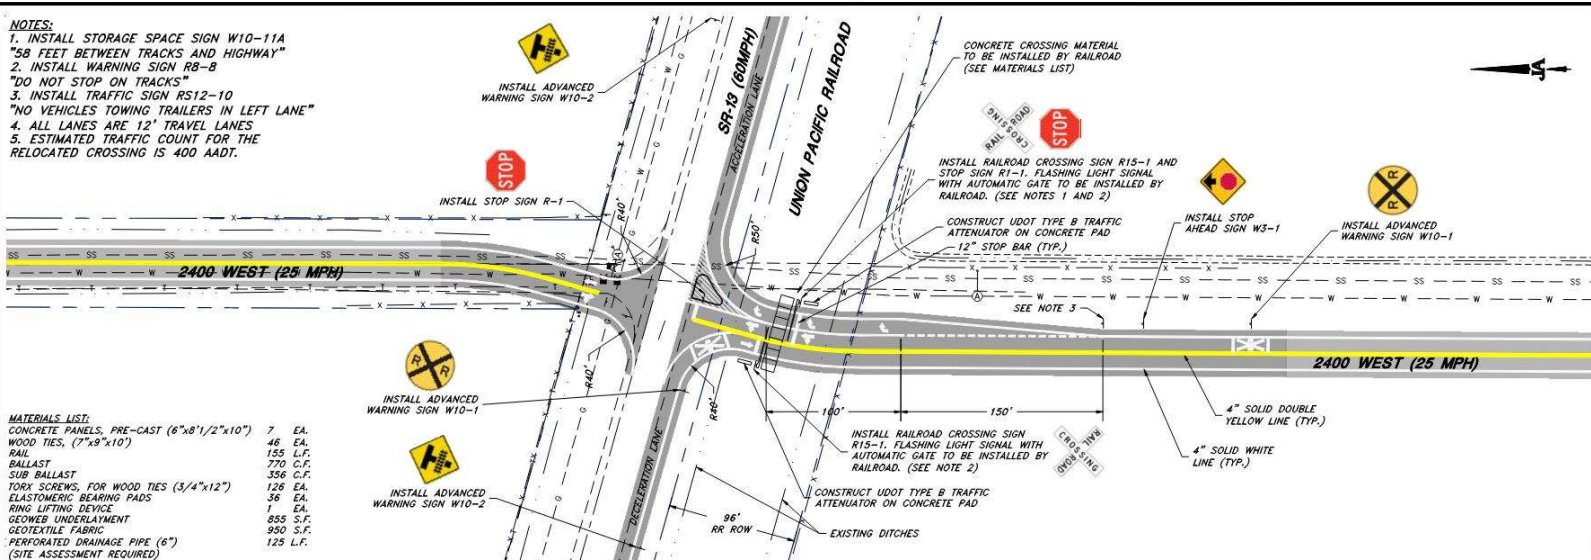 NOTES:
1. INSTALL STORAGE SPACE SIGN W10-11A
"58 FEET BETWEEN TRACKS AND HIGHWAY"
2. INSTALL WARNING SIGN R8-8
"DO NOT STOP ON TRACKS"
3. INSTALL TRAFFIC SIGN RS12-10
"NO VEHICLES TOWING TRAILERS IN LEFT LANE"
4. ALL LANES ARE 12' TRAVEL LANES
5. ESTIMATED TRAFFIC COUNT FOR THE
RELOCATED CROSSING IS 400 AADT.
INSTALL ADVANCED
WARNING SIGN W10-2
SR-13 (60MPH)
ACCELERATION LANE
UNION PACIFIC RAILROAD
CONCRETE CROSSING MATERIAL
TO BE INSTALLED BY RAILROAD
(SEE MATERIALS LIST)
RAIL ROAD
CROSSING
STOP
INSTALL RAILROAD CROSSING SIGN R15-1 AND
STOP SIGN R1-1. FLASHING LIGHT SIGNAL
WITH AUTOMATIC GATE TO BE INSTALLED BY
RAILROAD. (SEE NOTES 1 AND 2)
STOP
INSTALL STOP SIGN R-1
R40'
R50'
CONSTRUCT UDOT TYPE B TRAFFIC
ATTENUATOR ON CONCRETE PAD
12" STOP BAR (TYP.)
INSTALL STOP
AHEAD SIGN W3-1
R R
INSTALL ADVANCED
WARNING SIGN W10-1
2400 WEST (25 MPH)
SEE NOTE 3
A
2400 WEST (25 MPH)
R R
INSTALL ADVANCED
WARNING SIGN W10-1
R40'
R40'
100'
150'
4" SOLID DOUBLE
YELLOW LINE (TYP.)
4" SOLID WHITE
LINE (TYP.)
INSTALL RAILROAD CROSSING SIGN
R15-1. FLASHING LIGHT SIGNAL WITH
AUTOMATIC GATE TO BE INSTALLED BY
RAILROAD. (SEE NOTE 2)
RAIL ROAD
CROSSING
CONSTRUCT UDOT TYPE B TRAFFIC
ATTENUATOR ON CONCRETE PAD
EXISTING DITCHES
96'
RR ROW
DECELERATION LANE
INSTALL ADVANCED
WARNING SIGN W10-2
MATERIALS LIST:
CONCRETE PANELS, PRE-CAST (6"x8'1/2"x10") 7 EA.
WOOD TIES, (7"x9"x10') 46 EA.
RAIL 155 L.F.
BALLAST 770 C.F.
SUB BALLAST 356 C.F.
TORX SCREWS, FOR WOOD TIES (3/4"x12") 126 EA.
ELASTOMERIC BEARING PADS 36 EA.
RING LIFTING DEVICE 1 EA.
GEOWEB UNDERLAYMENT 855 S.F.
GEOTEXTILE FABRIC 950 S.F.
PERFORATED DRAINAGE PIPE (6") 125 L.F.
(SITE ASSESSMENT REQUIRED)